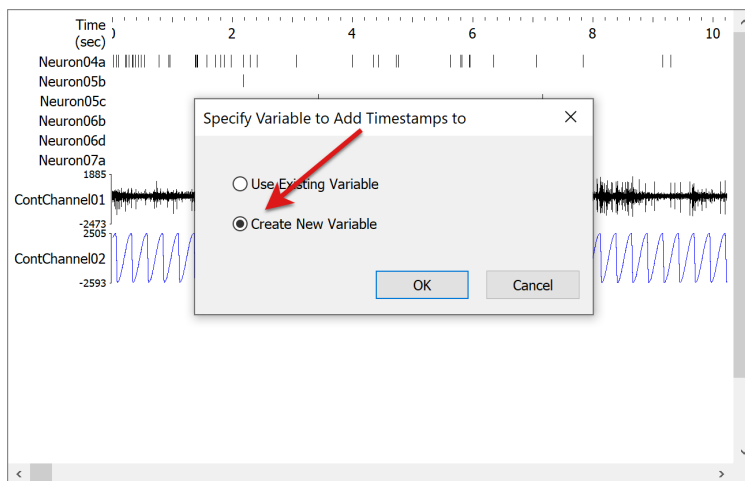 Time
(sec)
) 2 4 6 8 10
Neuron04a
Neuron05b
Neuron05c
Neuron06b
Neuron06d
Neuron07a
1885
ContChannel01
-2473
2505
ContChannel02
-2593
Specify Variable to Add Timestamps to
Use Existing Variable
Create New Variable
OK Cancel